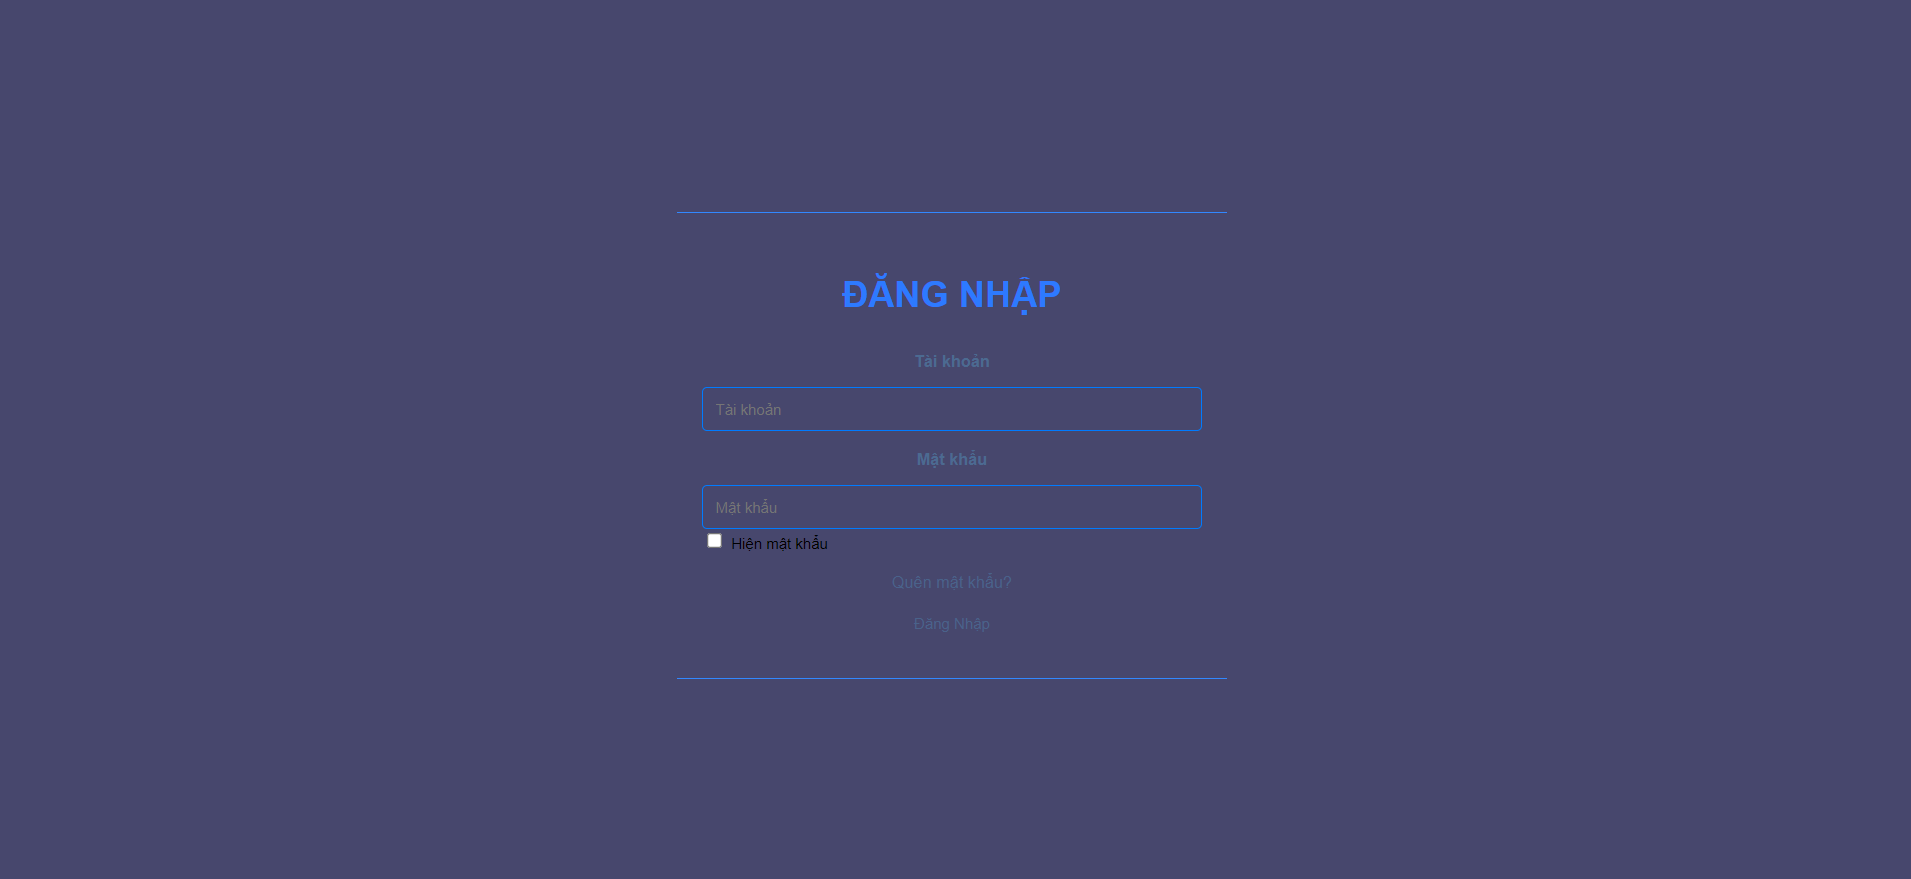 ĐĂNG NHẬP
Tài khoản
Tài khoản
Mật khẩu
Mật khẩu
Hiện mật khẩu
Quên mật khẩu?
Đăng Nhập